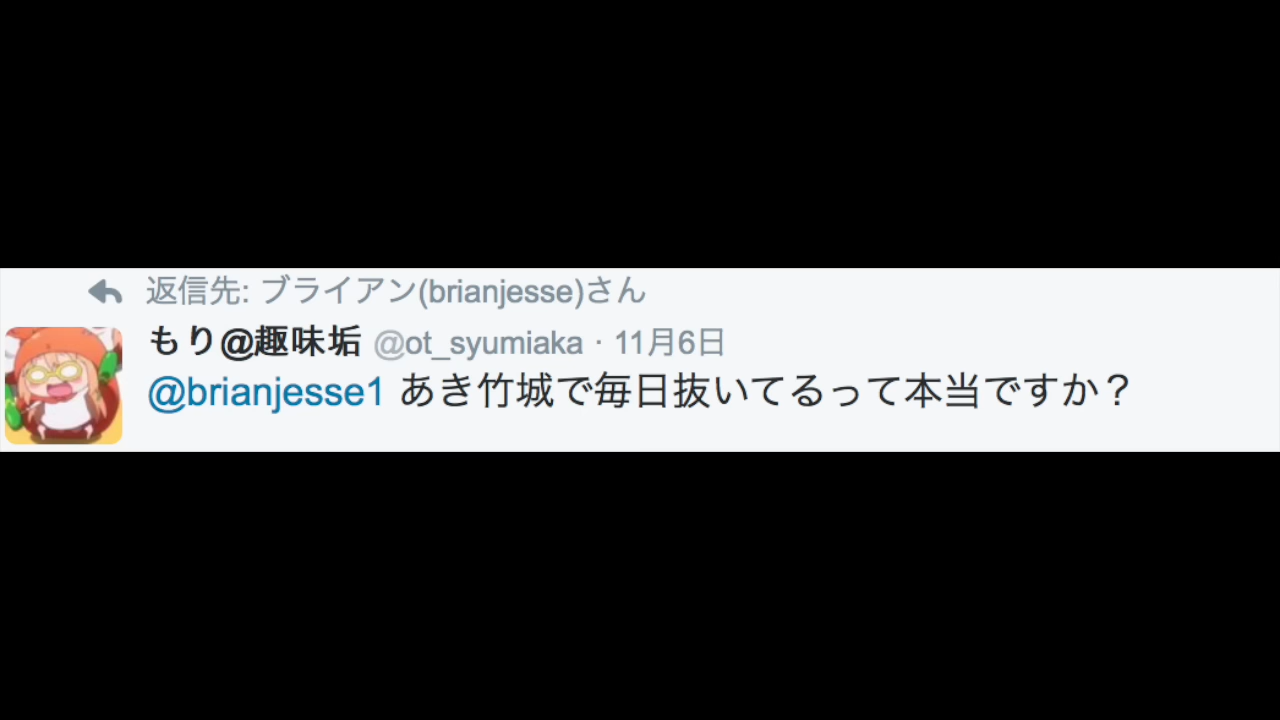 返信先: ブライアン(brianjesse)さん
もり@趣味垢 @ot_syumiaka · 11月6日
@brianjesse1 あき竹城で毎日抜いてるって本当ですか？